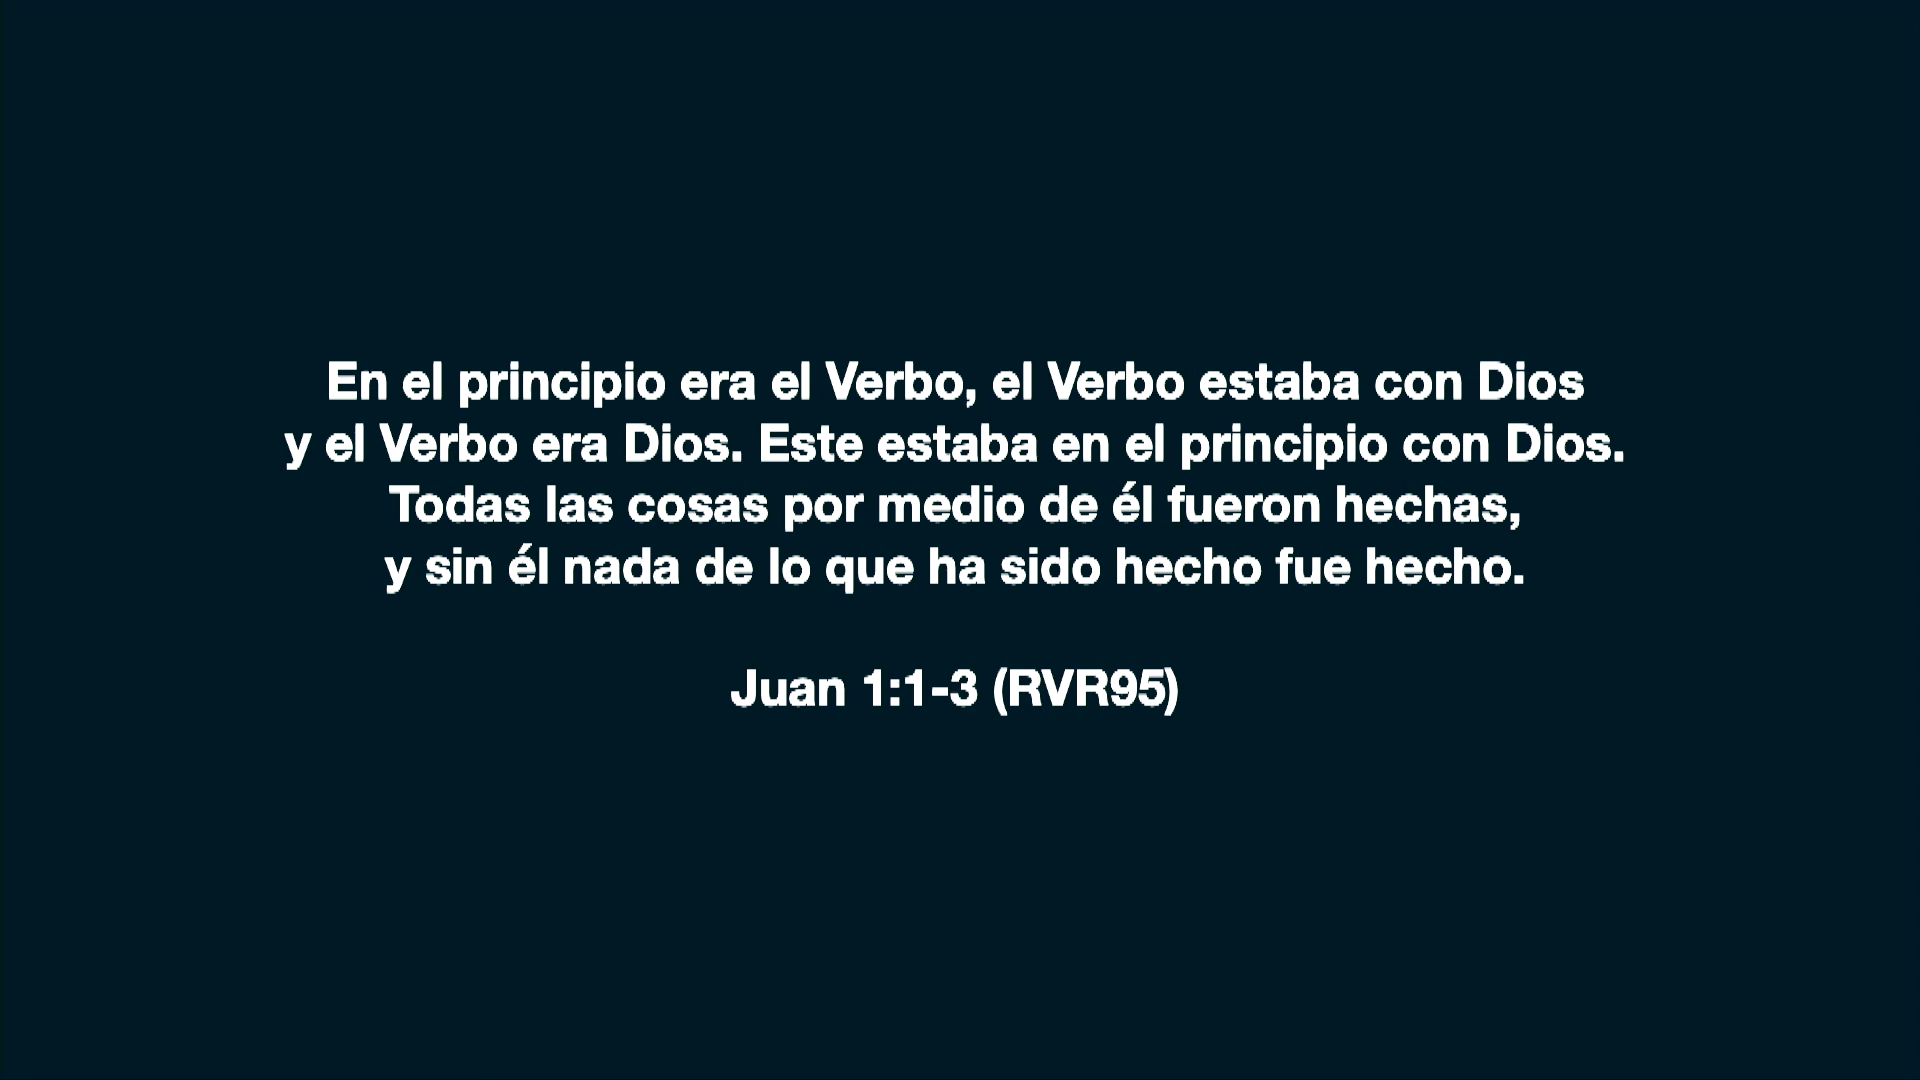 En el principio era el Verbo, el Verbo estaba con Dios
y el Verbo era Dios. Este estaba en el principio con Dios.
Todas las cosas por medio de él fueron hechas,
y sin él nada de lo que ha sido hecho fue hecho.
Juan 1:1-3 (RVR95)